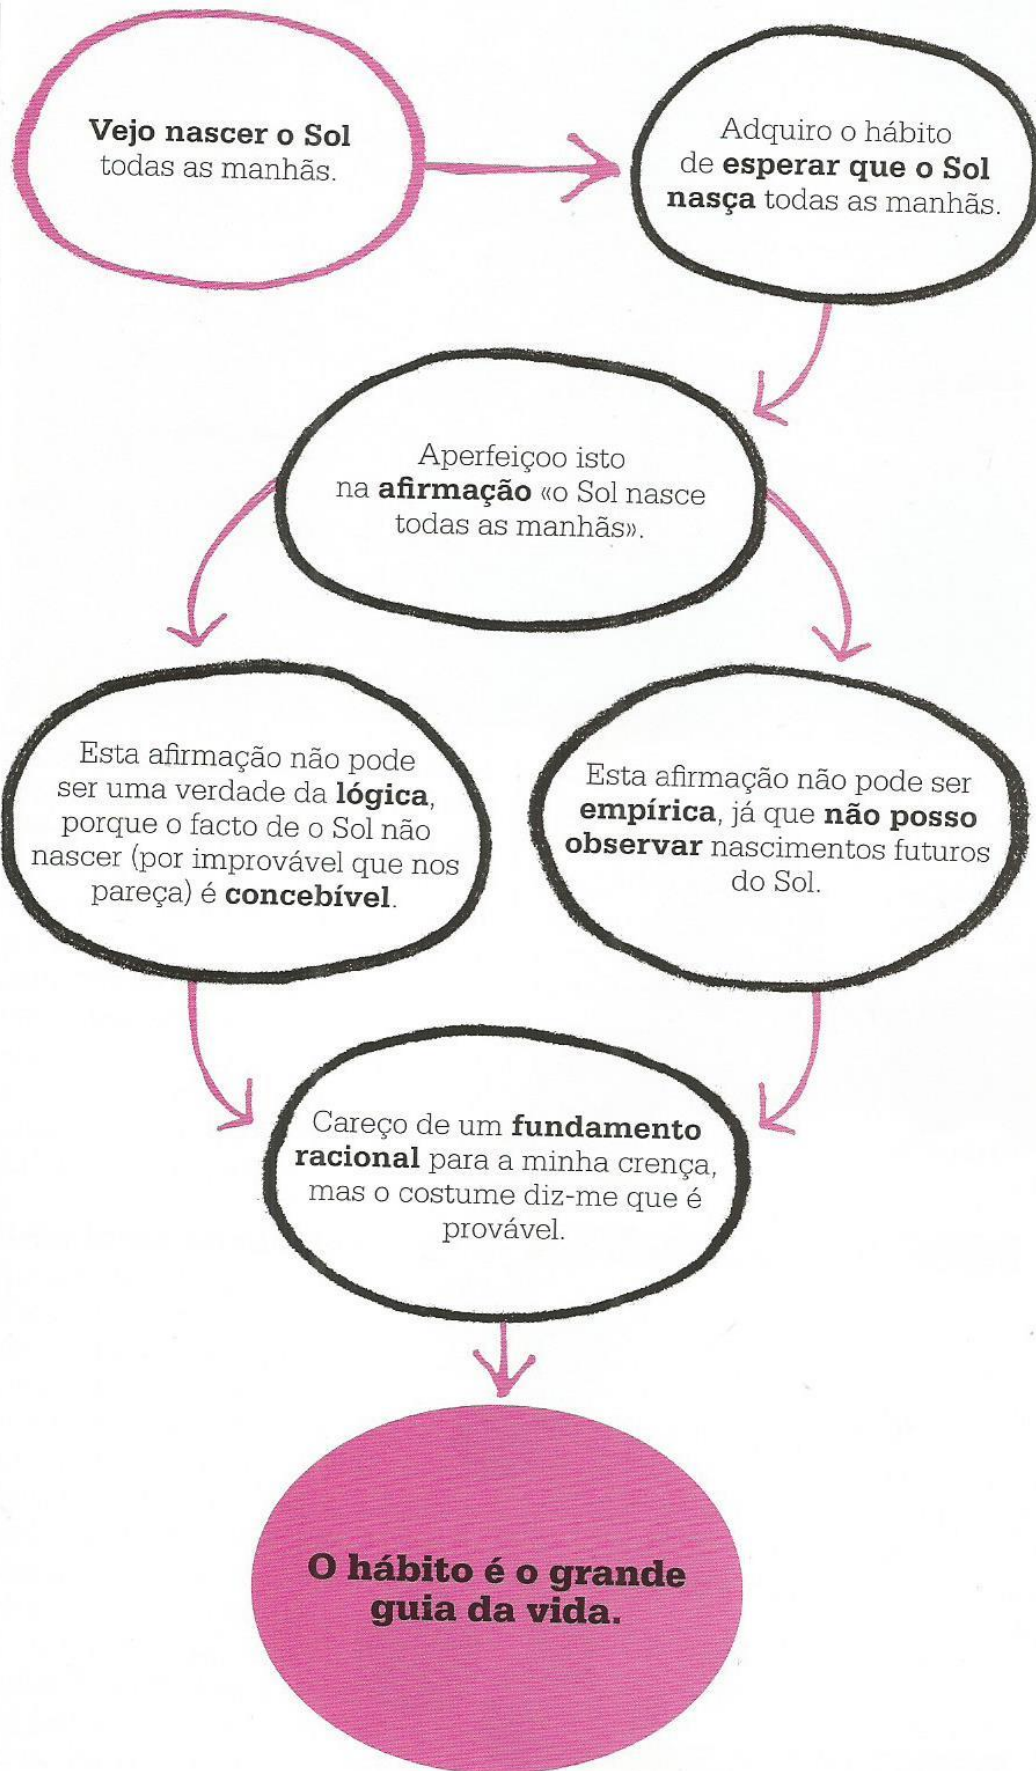 Vejo nascer o Sol
todas as manhãs.
Adquiro o hábito
de esperar que o Sol
nasça todas as manhãs.
Aperfeiçoo isto
na afirmação «o Sol nasce
todas as manhãs».
Esta afirmação não pode
ser uma verdade da lógica,
porque o facto de o Sol não
nascer (por improvável que nos
pareça) é concebível.
Esta afirmação não pode ser
empírica, já que não posso
observar nascimentos futuros
do Sol.
Careço de um fundamento
racional para a minha crença,
mas o costume diz-me que é
provável.
O hábito é o grande
guia da vida.